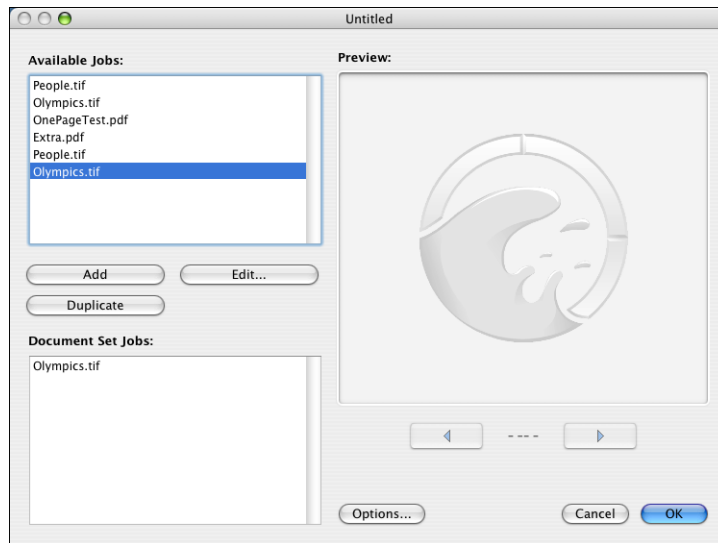 Untitled
Available Jobs:
People.tif
Olympics.tif
OnePageTest.pdf
Extra.pdf
People.tif
Olympics.tif
Add
Edit...
Duplicate
Document Set Jobs:
Olympics.tif
Preview:
- -- -
Options...
Cancel
OK